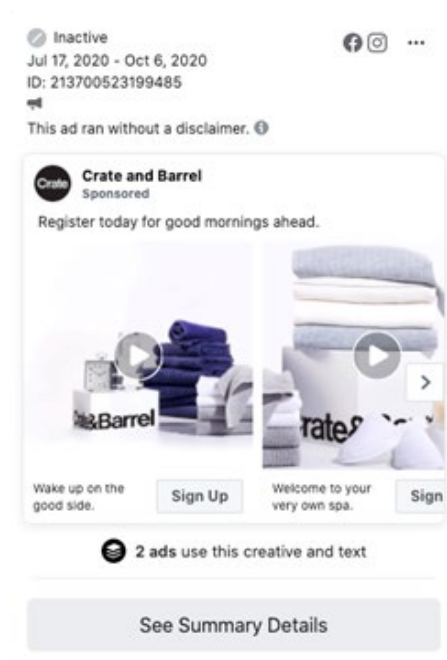 Inactive
Jul 17, 2020 - Oct 6, 2020
ID: 213700523199485
This ad ran without a disclaimer.
Crate and Barrel
Crate
Sponsored
Register today for good mornings ahead.
&Barrel
rate&
Wake up on the
good side.
Sign Up
Welcome to your
very own spa.
Sign
2 ads use this creative and text
See Summary Details